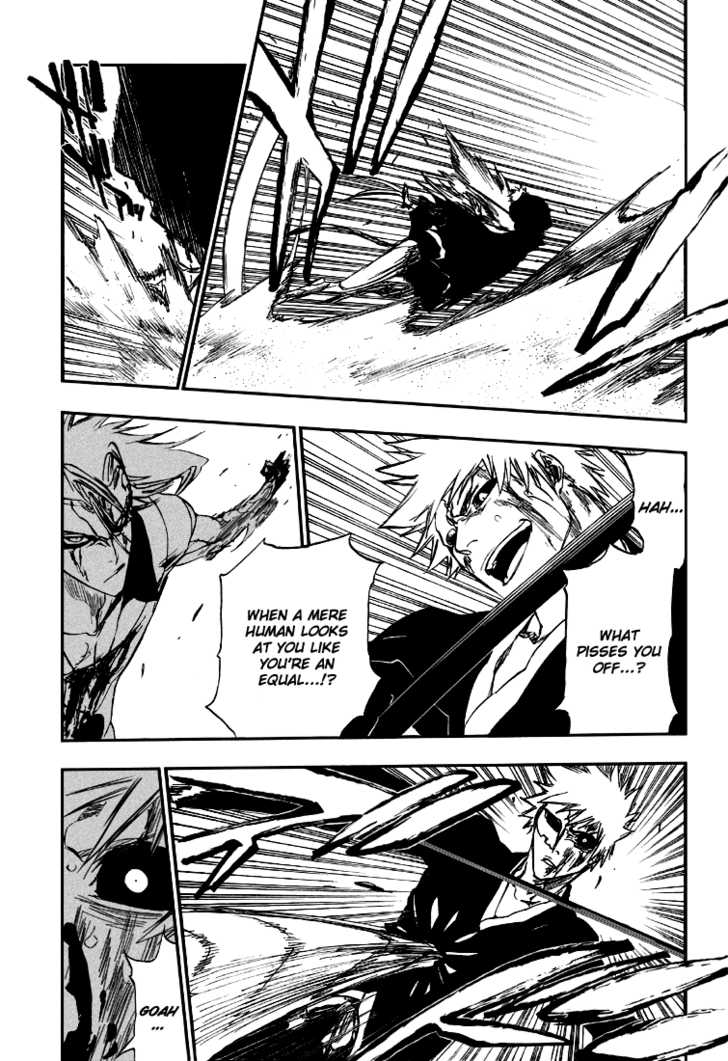 HAH...
WHAT
PISSES YOU
OFF...?
WHEN A MERE
HUMAN LOOKS
AT YOU LIKE
YOU'RE AN
EQUAL...!?
GOAH
...